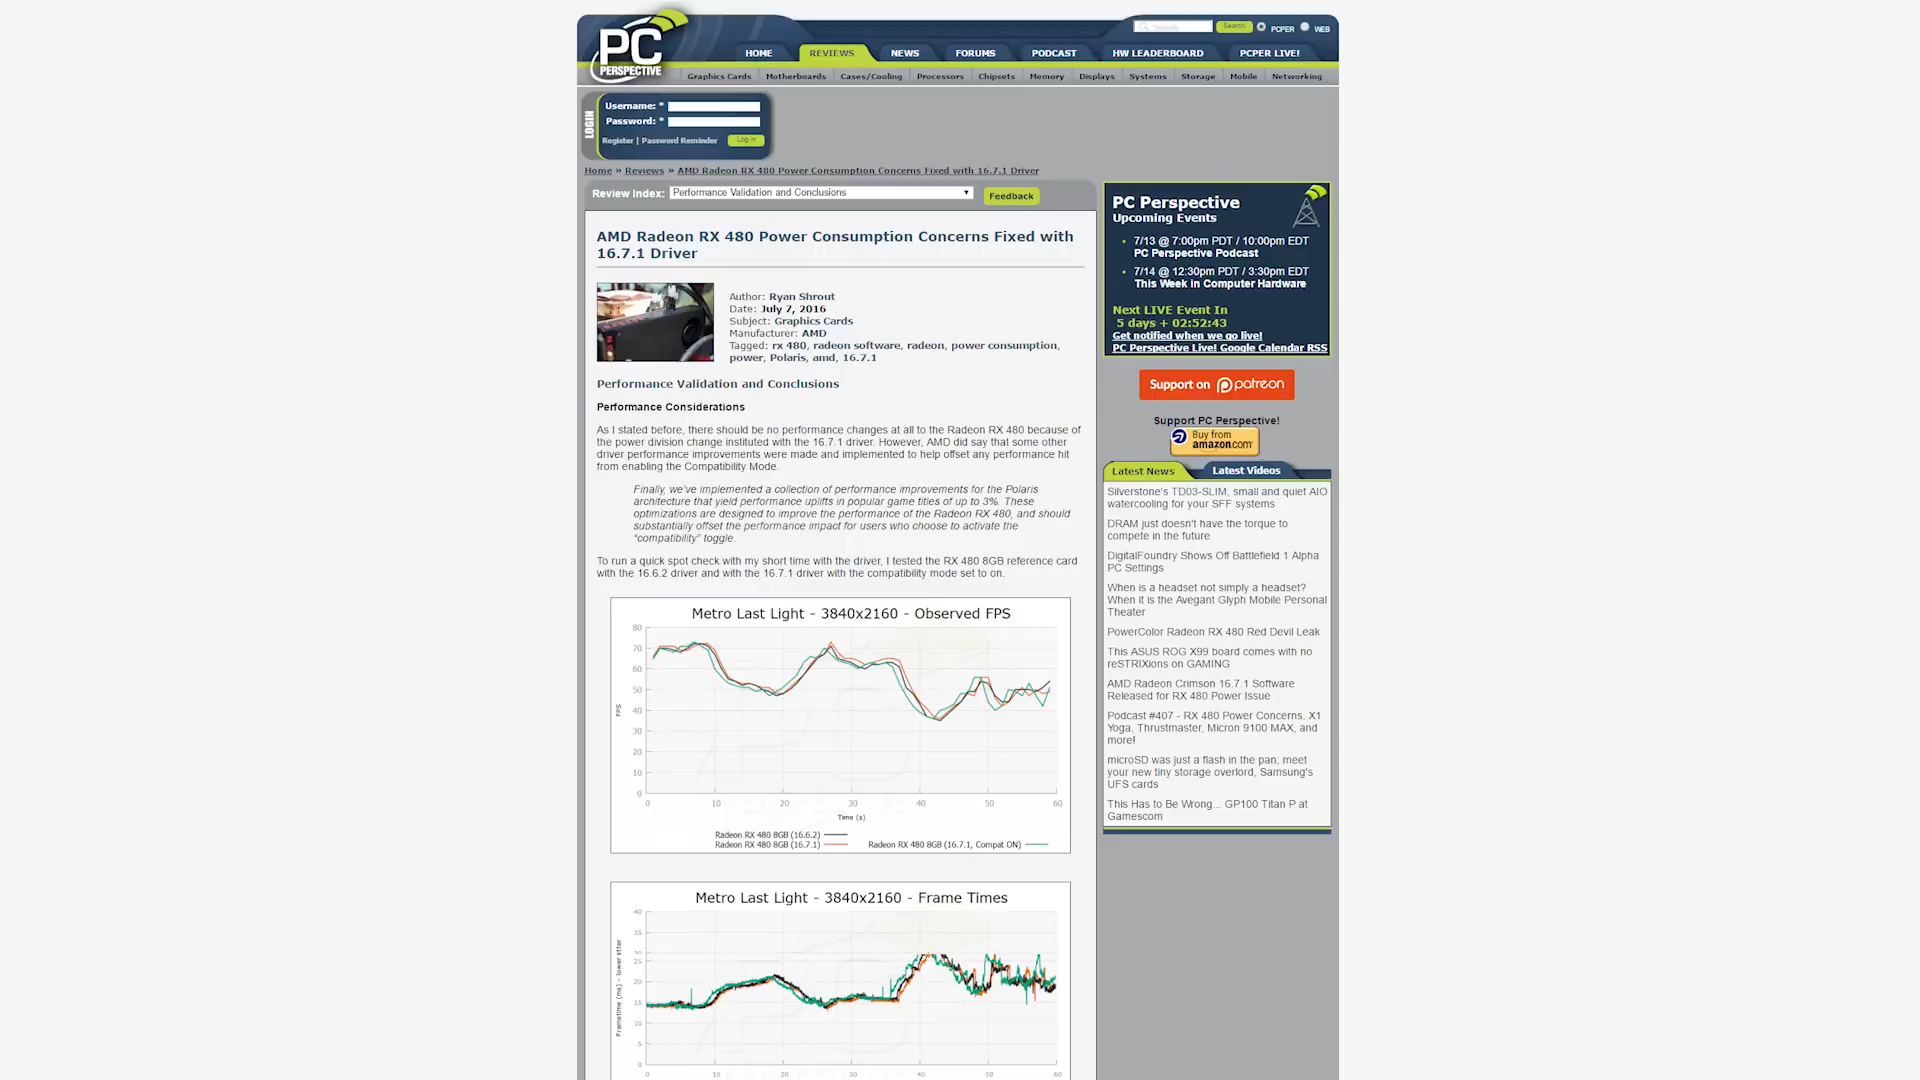 PC
PERSPECTIVE
Search
PCPER
WEB
HOME
REVIEWS
NEWS
FORUMS
PODCAST
HW LEADERBOARD
PCPER LIVE!
Graphics Cards
Motherboards
Cases/Cooling
Processors
Chipsets
Memory
Displays
Systems
Storage
Mobile
Networking
LOGIN
Username: *
Password: *
Register | Password Reminder
Log in
Home » Reviews » AMD Radeon RX 480 Power Consumption Concerns Fixed with 16.7.1 Driver
Review Index: Performance Validation and Conclusions
Feedback
AMD Radeon RX 480 Power Consumption Concerns Fixed with
16.7.1 Driver
Author: Ryan Shrout
Date: July 7, 2016
Subject: Graphics Cards
Manufacturer: AMD
Tagged: rx 480, radeon software, radeon, power consumption,
power, Polaris, amd, 16.7.1
Performance Validation and Conclusions
Performance Considerations
As I stated before, there should be no performance changes at all to the Radeon RX 480 because of
the power division change instituted with the 16.7.1 driver. However, AMD did say that some other
driver performance improvements were made and implemented to help offset any performance hit
from enabling the Compatibility Mode.
Finally, we've implemented a collection of performance improvements for the Polaris
architecture that yield performance uplifts in popular game titles of up to 3%. These
optimizations are designed to improve the performance of the Radeon RX 480, and should
substantially offset the performance impact for users who choose to activate the
“compatibility” toggle.
To run a quick spot check with my short time with the driver, I tested the RX 480 8GB reference card
with the 16.6.2 driver and with the 16.7.1 driver with the compatibility mode set to on.
Metro Last Light - 3840x2160 - Observed FPS
80
70
60
50
40
30
20
10
0
FPS
0 10 20 30 40 50 60
Time (s)
Radeon RX 480 8GB (16.6.2)
Radeon RX 480 8GB (16.7.1)
Radeon RX 480 8GB (16.7.1, Compat ON)
Metro Last Light - 3840x2160 - Frame Times
40
35
30
25
20
15
10
5
0
Frametime (ms) - lower better
0 10 20 30 40 50 60
PC Perspective
Upcoming Events
7/13 @ 7:00pm PDT / 10:00pm EDT
PC Perspective Podcast
7/14 @ 12:30pm PDT / 3:30pm EDT
This Week in Computer Hardware
Next LIVE Event In
5 days + 02:52:43
Get notified when we go live!
PC Perspective Live! Google Calendar RSS
Support on patreon
Support PC Perspective!
Buy from
amazon.com
Latest News
Latest Videos
Silverstone's TD03-SLIM, small and quiet AIO
watercooling for your SFF systems
DRAM just doesn't have the torque to
compete in the future
DigitalFoundry Shows Off Battlefield 1 Alpha
PC Settings
When is a headset not simply a headset?
When it is the Avegant Glyph Mobile Personal
Theater
PowerColor Radeon RX 480 Red Devil Leak
This ASUS ROG X99 board comes with no
reSTRIXions on GAMING
AMD Radeon Crimson 16.7.1 Software
Released for RX 480 Power Issue
Podcast #407 - RX 480 Power Concerns, X1
Yoga, Thrustmaster, Micron 9100 MAX, and
more!
microSD was just a flash in the pan; meet
your new tiny storage overlord, Samsung's
UFS cards
This Has to Be Wrong... GP100 Titan P at
Gamescom